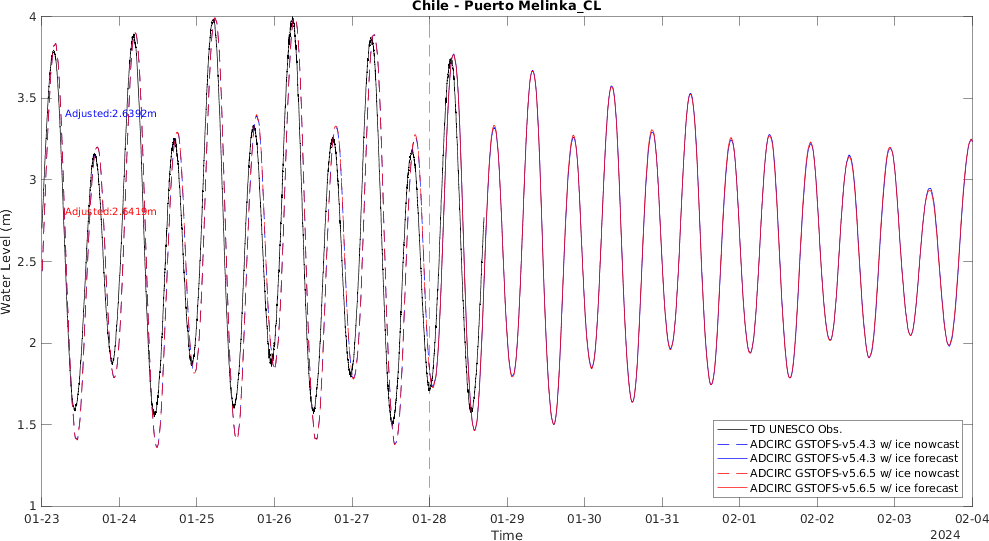 Chile - Puerto Melinka_CL
4
3.5
3
2.5
2
1.5
1
Water Level (m)
Adjusted:2.6392m
Adjusted:2.6419m
TD UNESCO Obs.
ADCIRC GSTOFS-v5.4.3 w/ ice nowcast
ADCIRC GSTOFS-v5.4.3 w/ ice forecast
ADCIRC GSTOFS-v5.6.5 w/ ice nowcast
ADCIRC GSTOFS-v5.6.5 w/ ice forecast
01-23 01-24 01-25 01-26 01-27 01-28 01-29 01-30 01-31 02-01 02-02 02-03 02-04
Time
2024